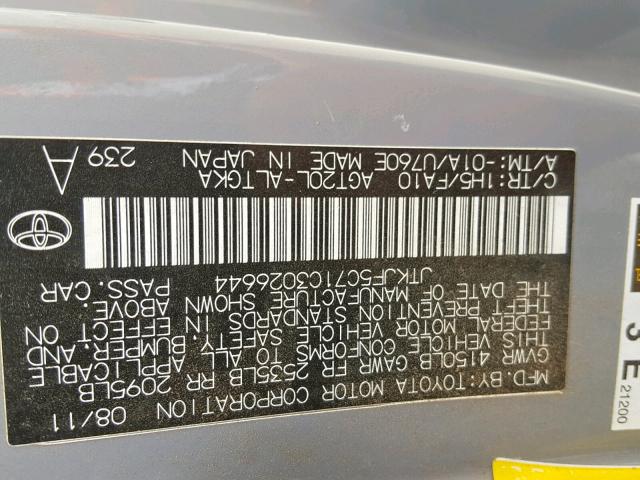 MFD.BY:TOYOTA MOTOR CORPORATION 08/11
GVWR 4150LB GAWR FR 2535LB RR 2095LB
THIS VEHICLE CONFORMS TO ALL APPLICABLE
FEDERAL MOTOR VEHICLE SAFETY, BUMPER, AND
THEFT PREVENTION STANDARDS IN EFFECT ON
THE DATE OF MANUFACTURE SHOWN ABOVE.
JTKJF5C71C3026644 PASS.CAR
C/TR:1H5/FA10 AGT20L-ALTGKA
A/TM:-01A/U760E MADE IN JAPAN 239 A
3 E
21200